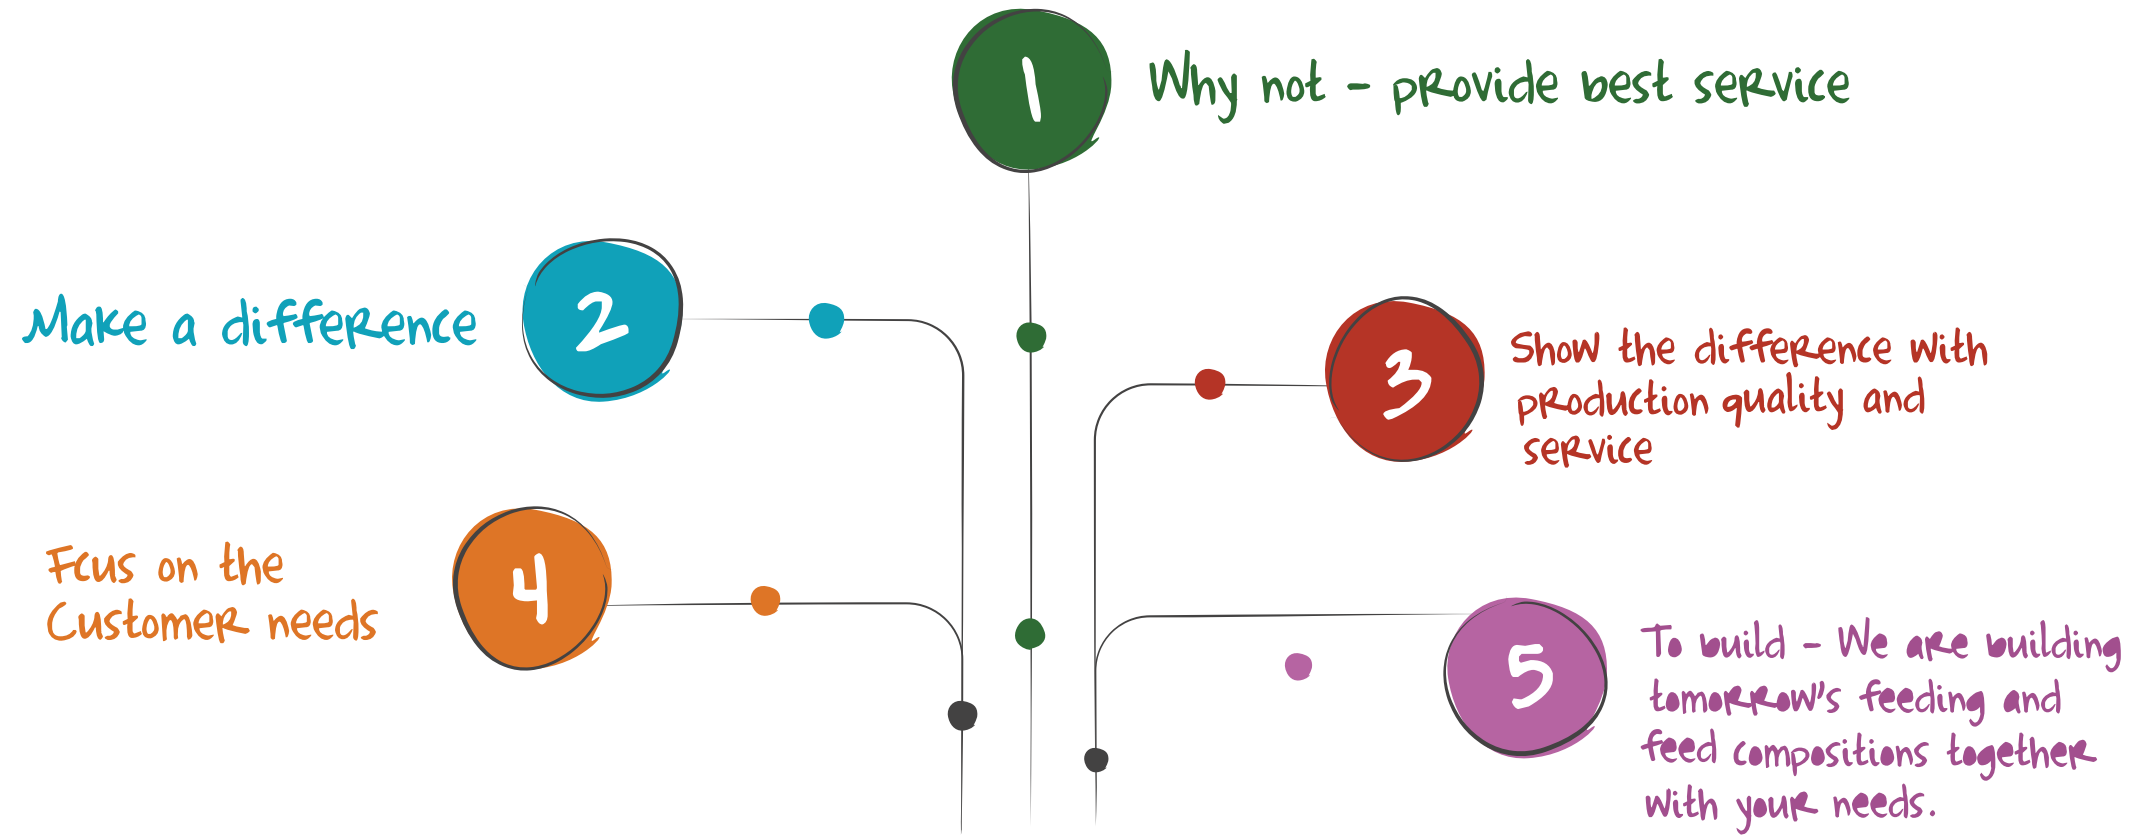 1
Why not - provide best service
2
Make a difference
3
Show the difference with
production quality and
service
4
Fcus on the
Customer needs
5
To build - We are building
tomorrow's feeding and
feed compositions together
with your needs.